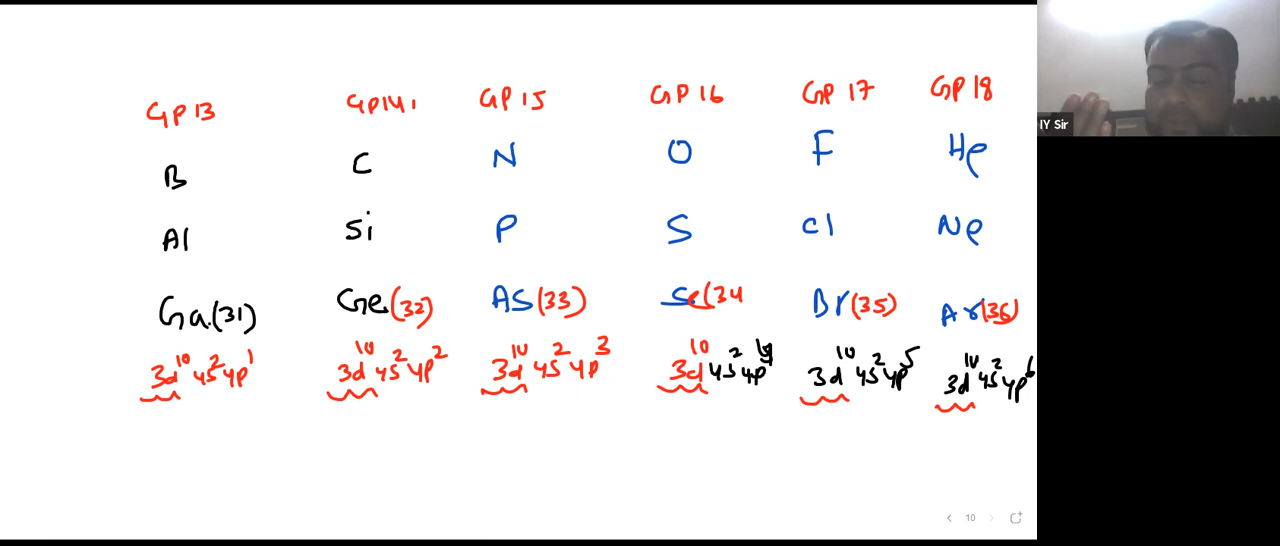 GP 13 GP 14 GP 15 GP 16 GP 17 GP 18
B C N O F He
Al Si P S Cl Ne
Ga (31) Ge (32) AS (33) Se (34 Br (35) Ar (36)
3d¹⁰ 4s² 4p¹ 3d¹⁰ 4s² 4p² 3d¹⁰ 4s² 4p³ 3d¹⁰ 4s² 4p 3d¹⁰ 4s² 4p⁵ 3d¹⁰ 4s² 4p⁶
IY Sir
10